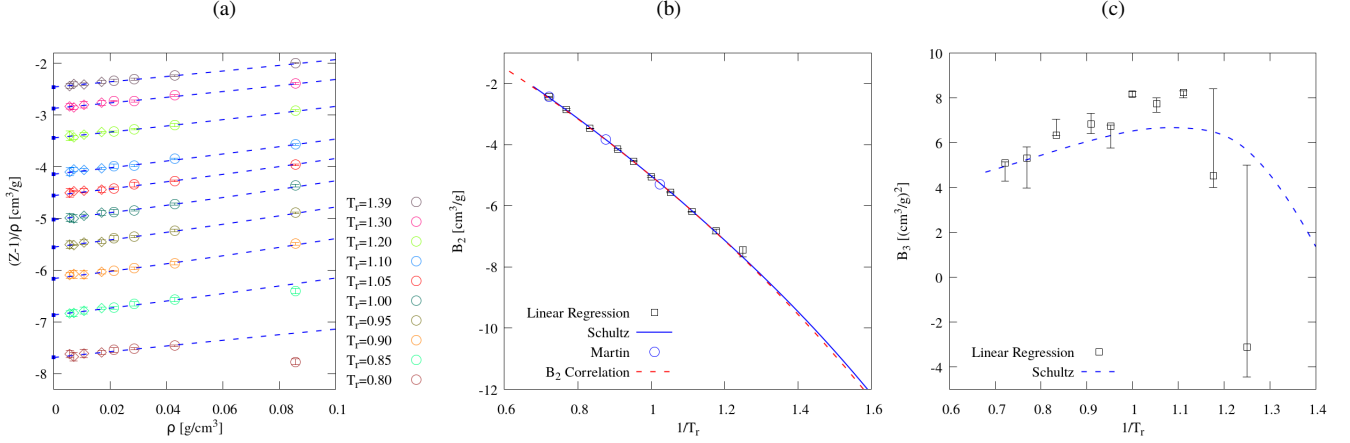 (a)
(b)
(c)
-2
-3
-4
-5
-6
-7
-8
(Z-1)/ρ [cm³/g]
0
0.02
0.04
0.06
0.08
0.1
ρ [g/cm³]
Tᵣ=1.39
Tᵣ=1.30
Tᵣ=1.20
Tᵣ=1.10
Tᵣ=1.05
Tᵣ=1.00
Tᵣ=0.95
Tᵣ=0.90
Tᵣ=0.85
Tᵣ=0.80
-2
-4
-6
-8
-10
-12
B₂ [cm³/g]
0.6
0.8
1
1.2
1.4
1.6
1/Tᵣ
Linear Regression
Schultz
Martin
B₂ Correlation
10
8
6
4
2
0
-2
-4
B₃ [(cm³/g)²]
0.6
0.7
0.8
0.9
1
1.1
1.2
1.3
1.4
1/Tᵣ
Linear Regression
Schultz